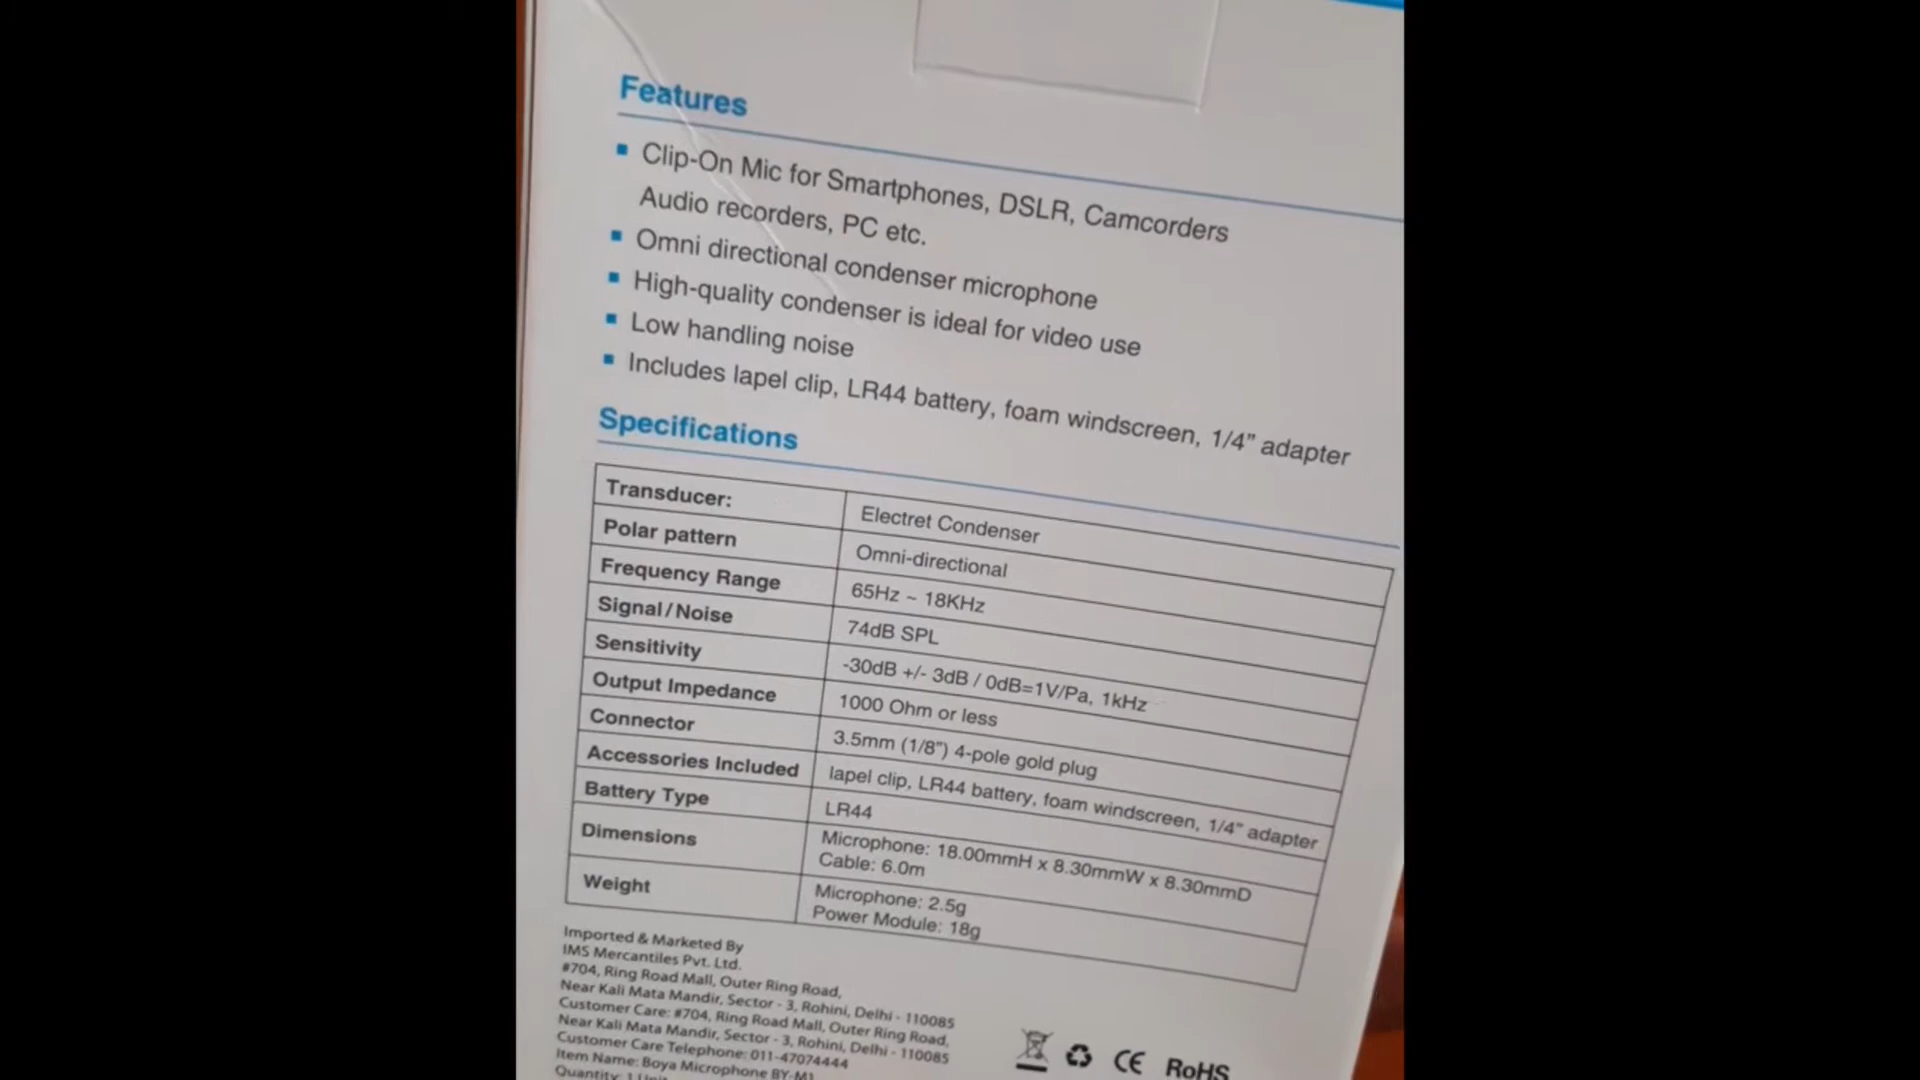 Features
▪ Clip-On Mic for Smartphones, DSLR, Camcorders
Audio recorders, PC etc.
▪ Omni directional condenser microphone
▪ High-quality condenser is ideal for video use
▪ Low handling noise
▪ Includes lapel clip, LR44 battery, foam windscreen, 1/4” adapter
Specifications
Transducer: Electret Condenser
Polar pattern Omni-directional
Frequency Range 65Hz ~ 18KHz
Signal/Noise 74dB SPL
Sensitivity -30dB +/- 3dB / 0dB=1V/Pa, 1kHz
Output Impedance 1000 Ohm or less
Connector 3.5mm (1/8”) 4-pole gold plug
Accessories Included lapel clip, LR44 battery, foam windscreen, 1/4” adapter
Battery Type LR44
Dimensions Microphone: 18.00mmH x 8.30mmW x 8.30mmD
Cable: 6.0m
Weight Microphone: 2.5g
Power Module: 18g
Imported & Marketed By
IMS Mercantiles Pvt. Ltd.
#704, Ring Road Mall, Outer Ring Road,
Near Kali Mata Mandir, Sector - 3, Rohini, Delhi - 110085
Customer Care: #704, Ring Road Mall, Outer Ring Road,
Near Kali Mata Mandir, Sector - 3, Rohini, Delhi - 110085
Customer Care Telephone: 011-47074444
Item Name: Boya Microphone BY-M1
Quantity: 1 Unit
CE RoHS